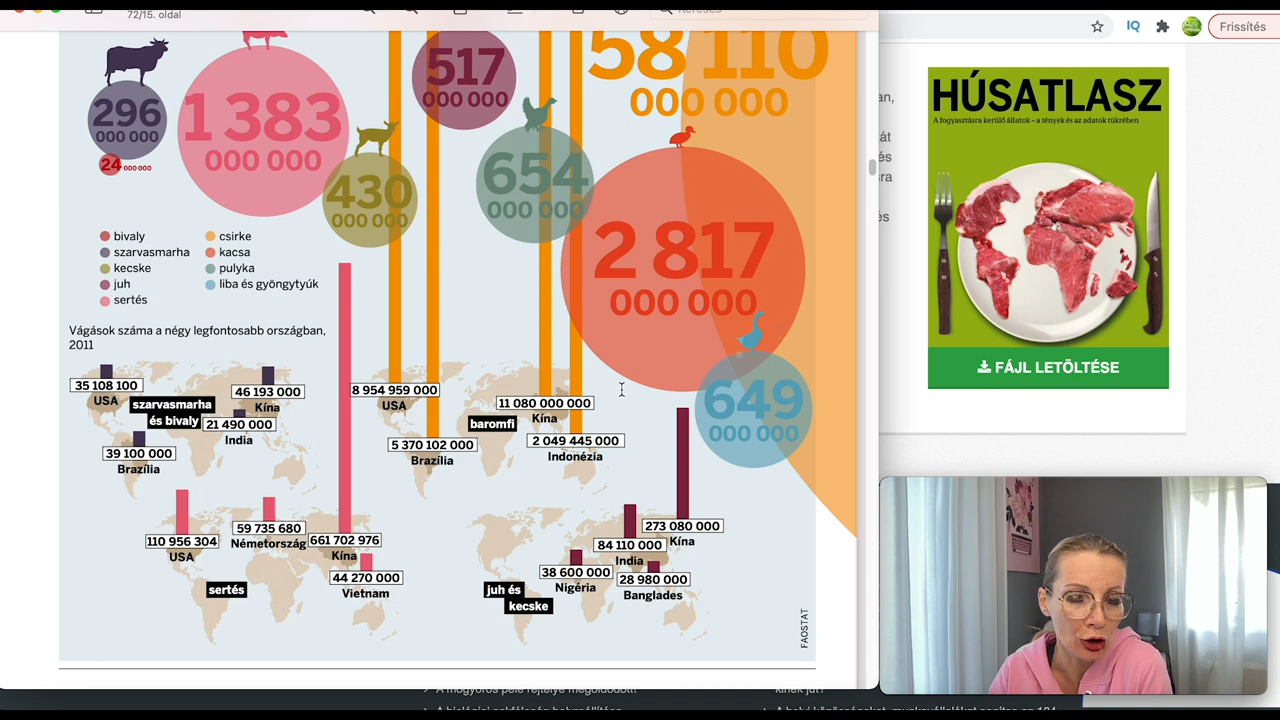 72/15. oldal
Keresés
IQ
Frissítés
296
000 000
24 000 000
1 383
000 000
430
000 000
517
000 000
654
000 000
58 110
000 000
2 817
000 000
649
000 000
bivaly
szarvasmarha
kecske
juh
sertés
csirke
kacsa
pulyka
liba és gyöngytyúk
Vágások száma a négy legfontosabb országban,
2011
35 108 100
USA
46 193 000
Kína
szarvasmarha
és bivaly
21 490 000
India
39 100 000
Brazília
8 954 959 000
USA
11 080 000 000
Kína
baromfi
5 370 102 000
Brazília
2 049 445 000
Indonézia
110 956 304
USA
59 735 680
Németország
661 702 976
Kína
44 270 000
Vietnam
sertés
273 080 000
Kína
84 110 000
India
38 600 000
Nigéria
28 980 000
Banglades
juh és
kecske
FAOSTAT
HÚSATLASZ
A fogyasztásra kerülő állatok – a tények és az adatok tükrében
FÁJL LETÖLTÉSE
A mogyorós pele rejtélye megoldódott!